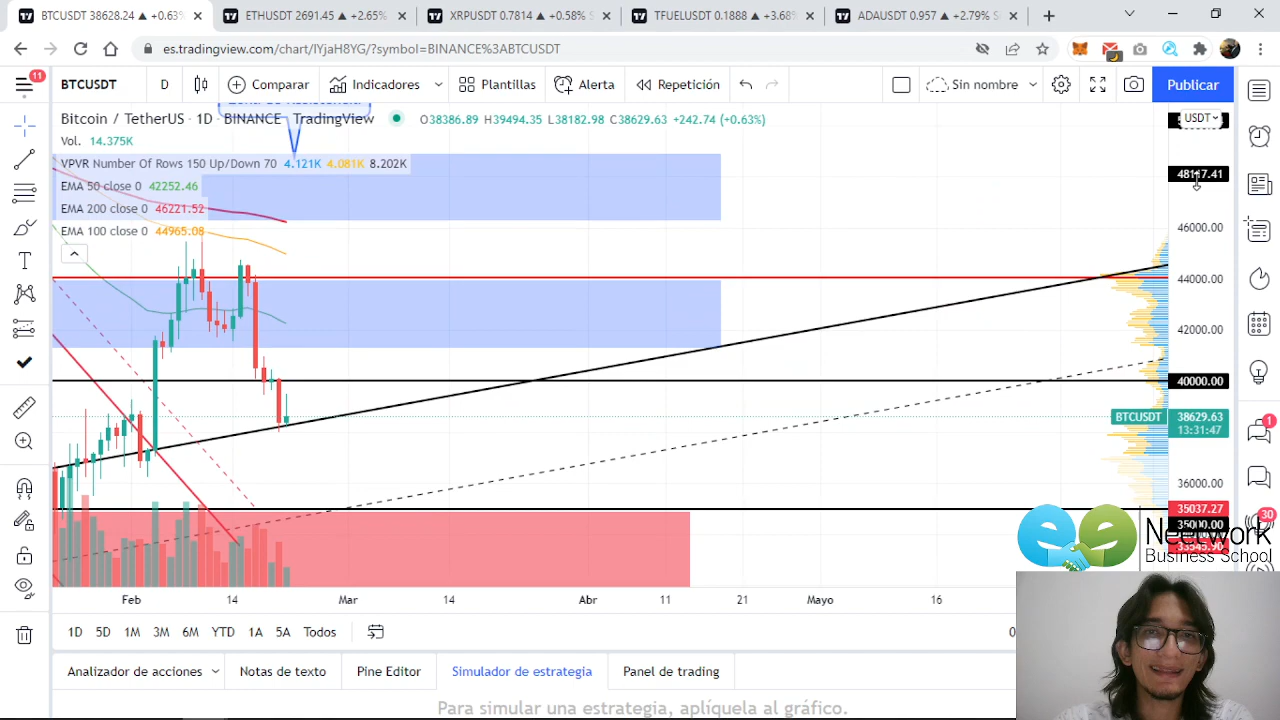 BTCUSDT 38628.24 ▲ +0.63%
ETHUSDT 2691.45 ▲ +2.65%
XRPUSDT 0.7814 ▲ +0.58% S
TFUELUSDT 0.1888 ▲ +3.68%
ADAUSDT 0.957 ▲ +2.79% S
es.tradingview.com/chart/IYjaH8YG/?symbol=BINANCE%3ABTCUSDT
11
BTCUSDT
D
Comparar
Indicadores
Plantillas
Alerta
Repetición
Sin nombre
Publicar
Bitcoin / TetherUS · 1D · BINANCE TradingView
O38386.89 H39494.35 L38182.98 C38629.63 +242.74 (+0.63%)
USDT
Vol. 14.375K
VPVR Number Of Rows 150 Up/Down 70 4.121K 4.081K 8.202K
EMA 50 close 0 42252.46
EMA 200 close 0 46221.52
EMA 100 close 0 44965.08
48117.41
46000.00
44000.00
42000.00
40000.00
BTCUSDT 38629.63
13:31:47
36000.00
35037.27
35000.00
33545.90
1
30
Neetwork
Business School
Feb
14
Mar
14
Abr
11
21
Mayo
16
1D
5D
1M
3M
6M
YTD
1A
5A
Todos
Analizador de acciones
Notas de texto
Pine Editor
Simulador de estrategia
Panel de trading
Para simular una estrategia, aplíquela al gráfico.